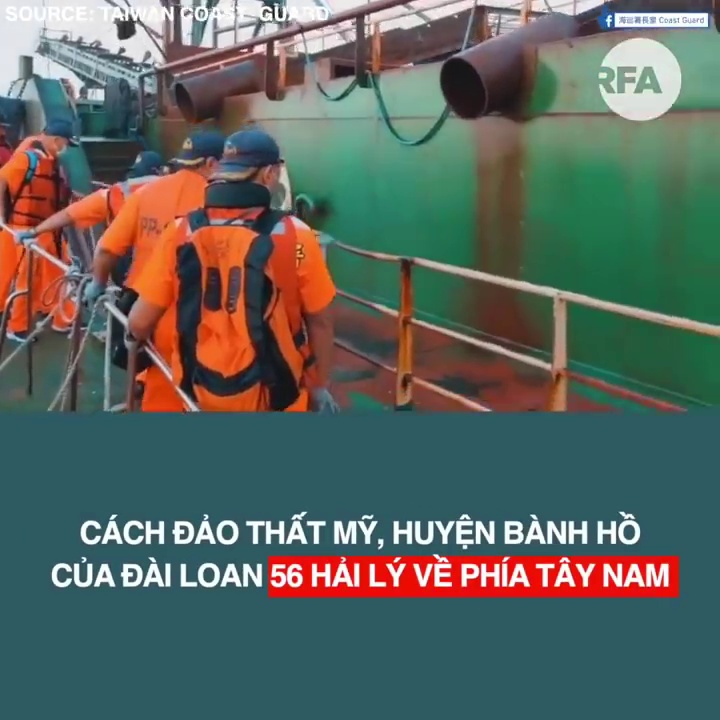 SOURCE: TAIWAN COAST GUARD
海巡署長室 Coast Guard
RFA
CÁCH ĐẢO THẤT MỸ, HUYỆN BÀNH HỒ
CỦA ĐÀI LOAN 56 HẢI LÝ VỀ PHÍA TÂY NAM